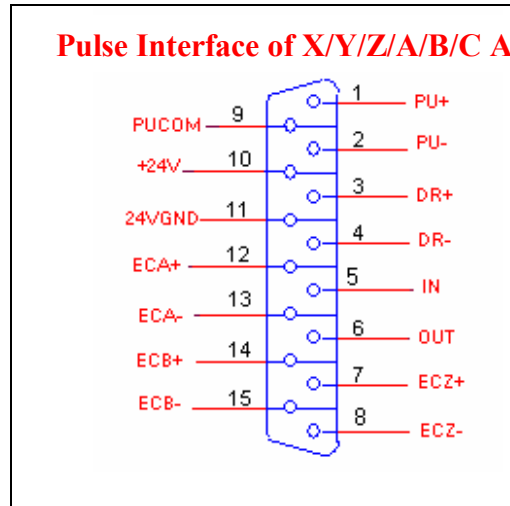 Pulse Interface of X/Y/Z/A/B/C A
1 PU+
PUCOM 9
2 PU-
+24V 10
3 DR+
24VGND 11
4 DR-
ECA+ 12
5 IN
ECA- 13
6 OUT
ECB+ 14
7 ECZ+
ECB- 15
8 ECZ-